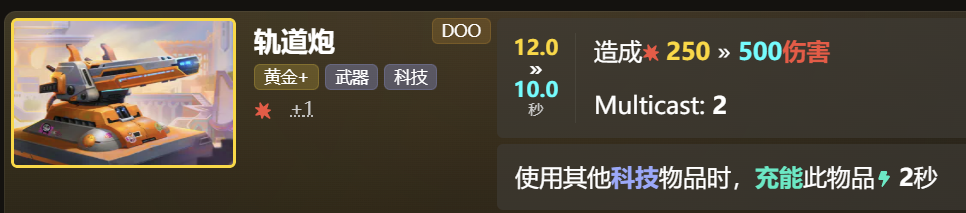 轨道炮
DOO
黄金+ 武器 科技
+1
12.0
»
10.0
秒
造成 250 » 500伤害
Multicast: 2
使用其他科技物品时，充能此物品 2秒